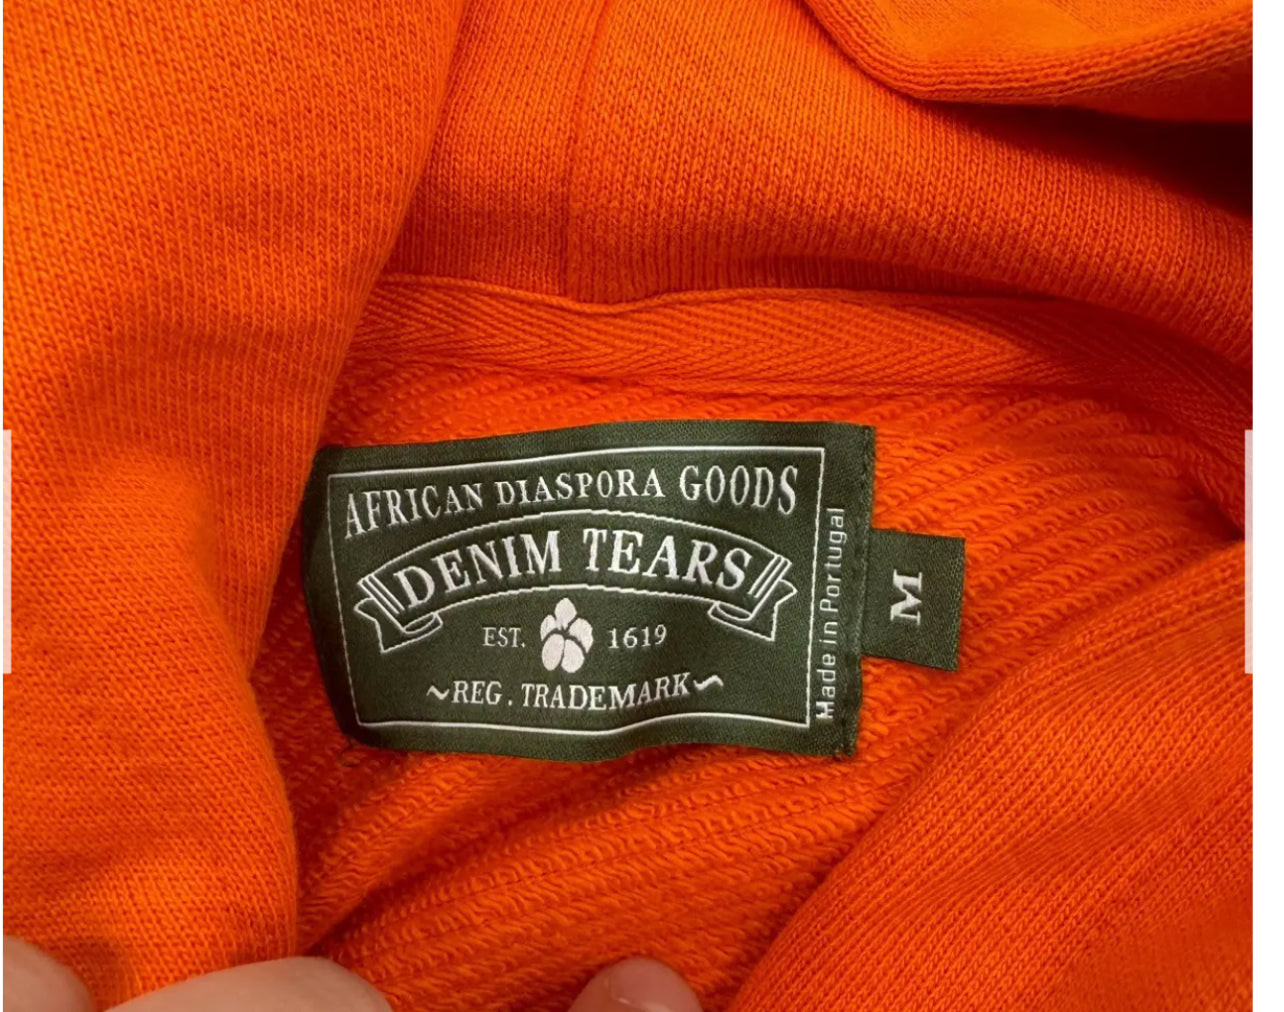 AFRICAN DIASPORA GOODS
DENIM TEARS
EST. 1619
~REG. TRADEMARK~
Made in Portugal
M